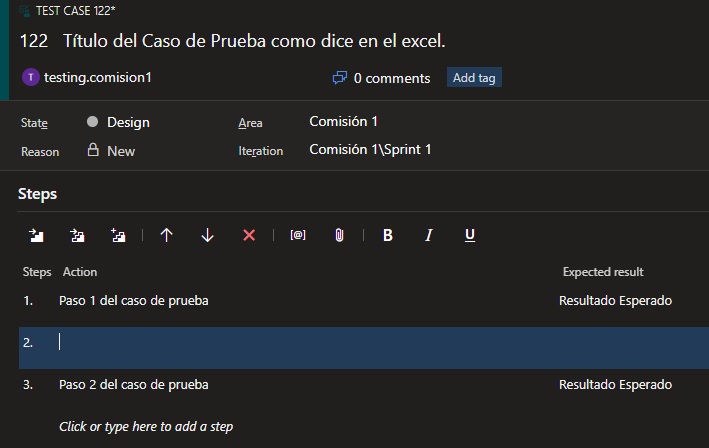 TEST CASE 122*
122 Título del Caso de Prueba como dice en el excel.
T testing.comision1 0 comments Add tag
State Design Area Comisión 1
Reason New Iteration Comisión 1\Sprint 1
Steps
[@] B I U
Steps Action Expected result
1. Paso 1 del caso de prueba Resultado Esperado
2.
3. Paso 2 del caso de prueba Resultado Esperado
Click or type here to add a step